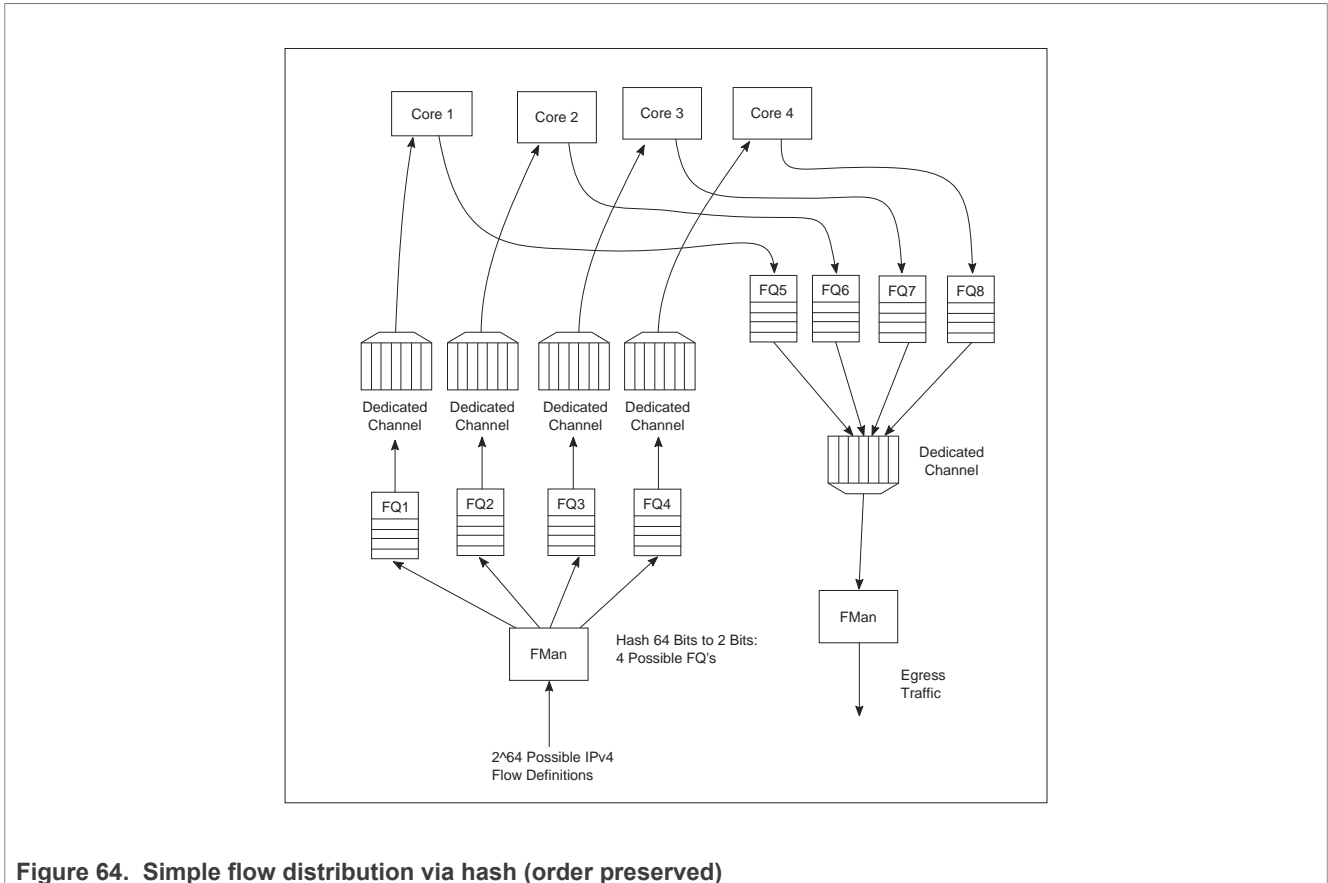 Core 1
Core 2
Core 3
Core 4
FQ5
FQ6
FQ7
FQ8
Dedicated
Channel
Dedicated
Channel
Dedicated
Channel
Dedicated
Channel
Dedicated
Channel
FQ1
FQ2
FQ3
FQ4
FMan
Hash 64 Bits to 2 Bits:
4 Possible FQ's
FMan
Egress
Traffic
2^64 Possible IPv4
Flow Definitions
Figure 64. Simple flow distribution via hash (order preserved)